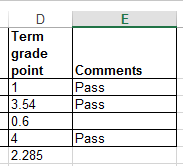 D E
Term
grade
point Comments
1 Pass
3.54 Pass
0.6
4 Pass
2.285